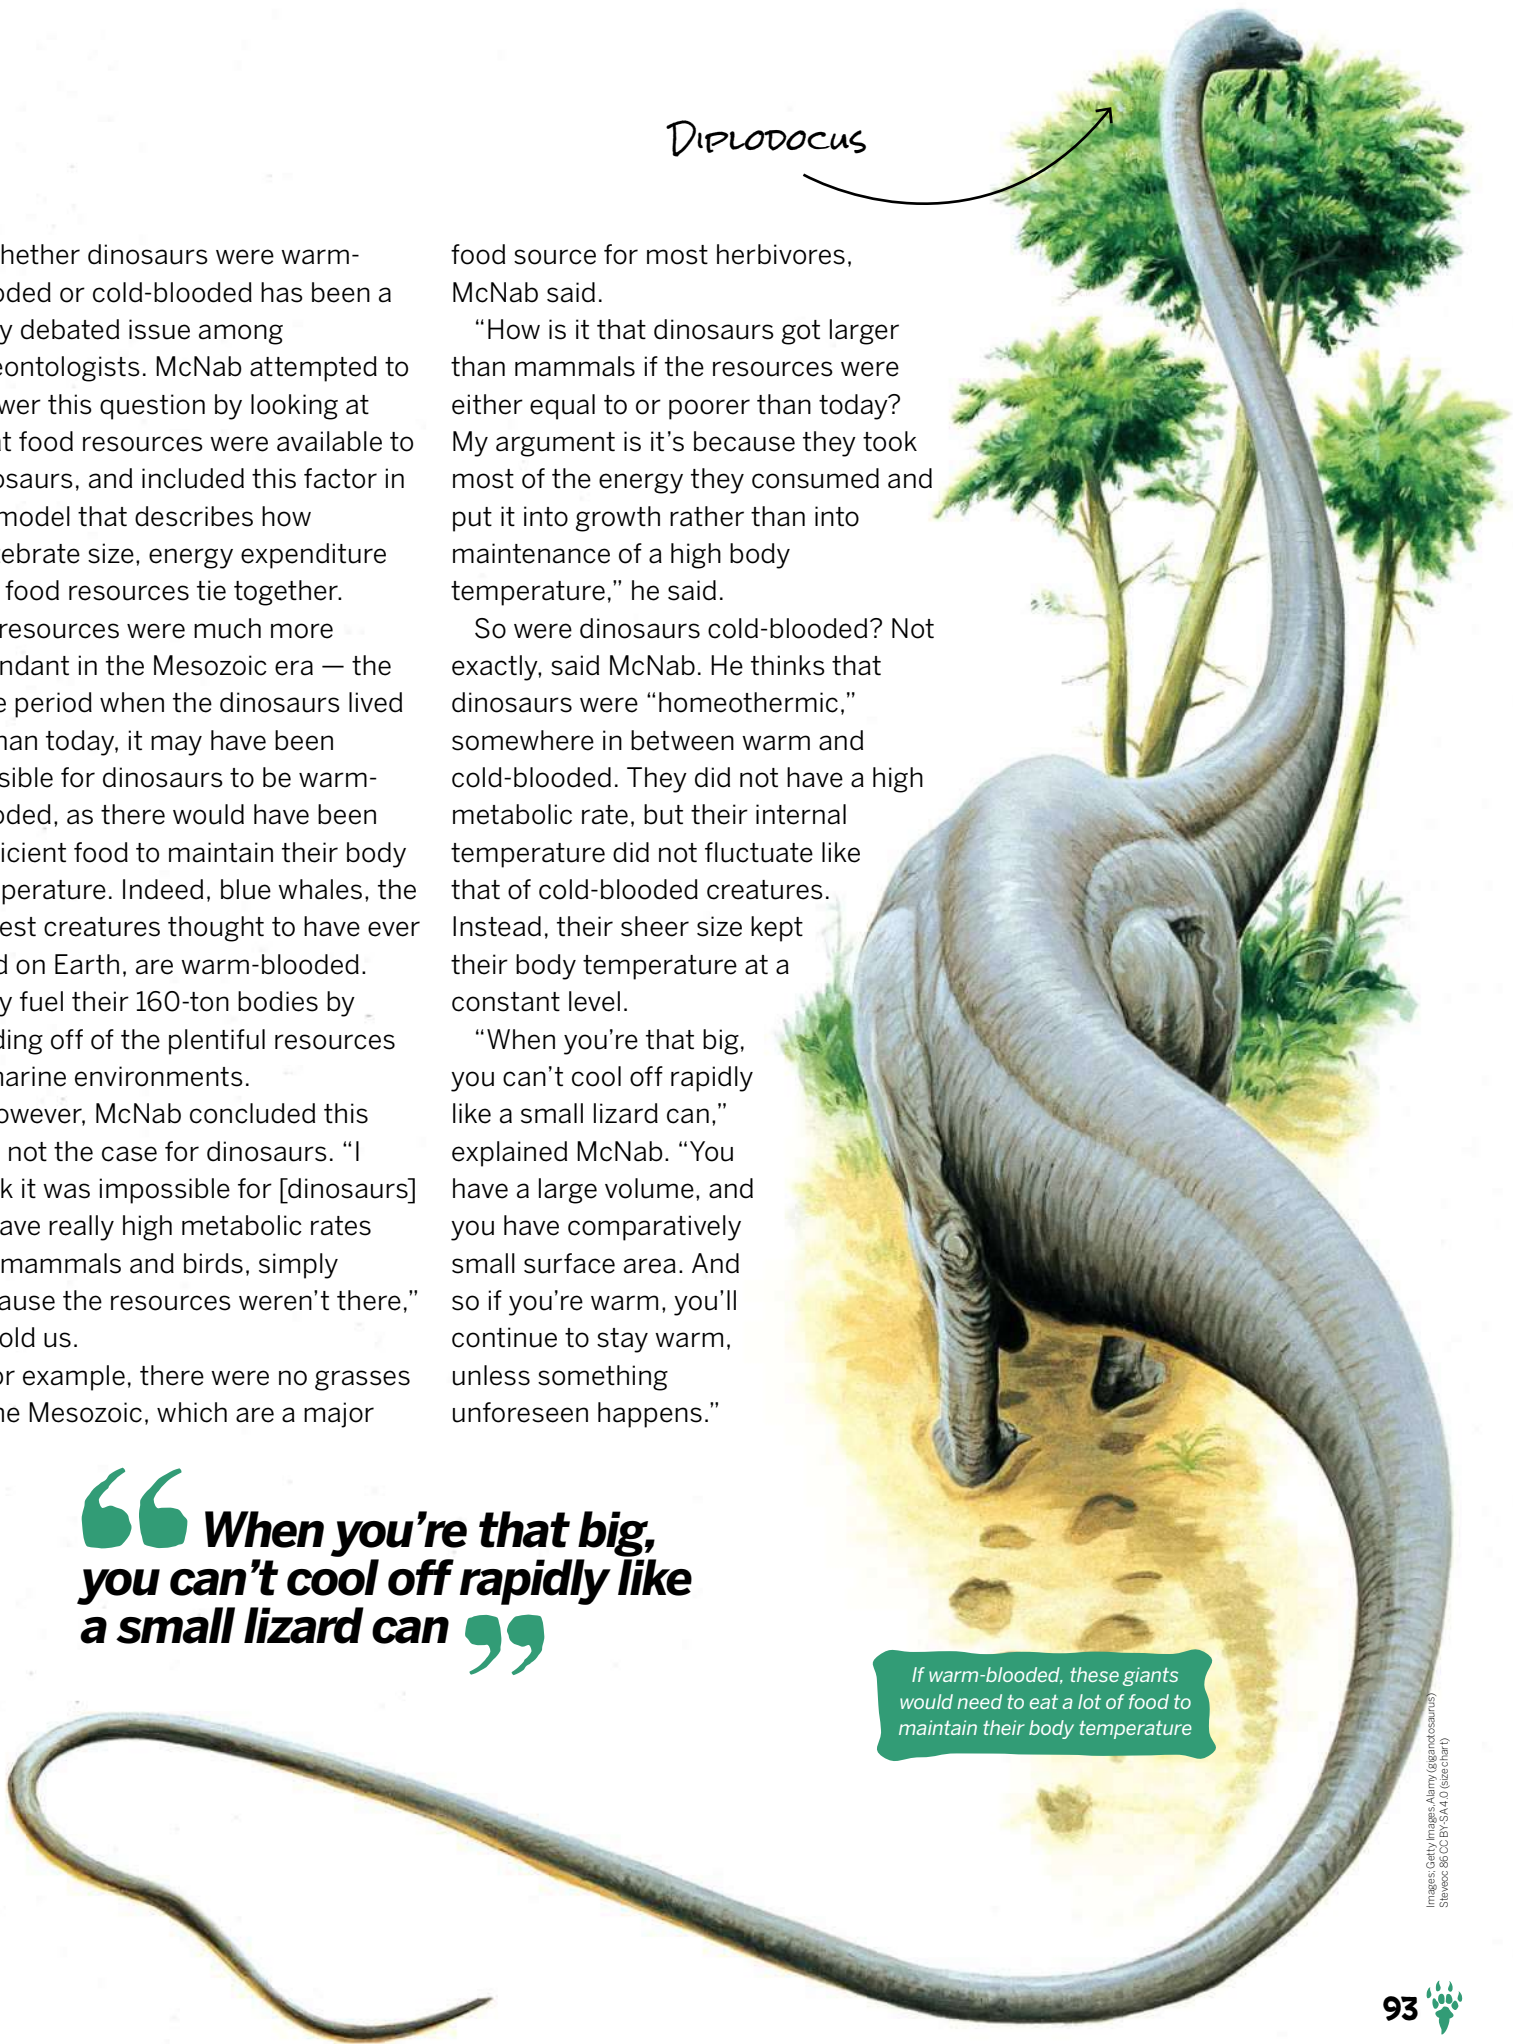 Diplodocus
hether dinosaurs were warm-
oded or cold-blooded has been a
y debated issue among
eontologists. McNab attempted to
wer this question by looking at
t food resources were available to
osaurs, and included this factor in
model that describes how
ebrate size, energy expenditure
food resources tie together.
resources were much more
ndant in the Mesozoic era — the
e period when the dinosaurs lived
han today, it may have been
sible for dinosaurs to be warm-
oded, as there would have been
icient food to maintain their body
perature. Indeed, blue whales, the
est creatures thought to have ever
d on Earth, are warm-blooded.
y fuel their 160-ton bodies by
ding off of the plentiful resources
narine environments.
owever, McNab concluded this
not the case for dinosaurs. “I
k it was impossible for [dinosaurs]
ave really high metabolic rates
mammals and birds, simply
ause the resources weren't there,”
old us.
or example, there were no grasses
he Mesozoic, which are a major
food source for most herbivores,
McNab said.
“How is it that dinosaurs got larger
than mammals if the resources were
either equal to or poorer than today?
My argument is it’s because they took
most of the energy they consumed and
put it into growth rather than into
maintenance of a high body
temperature,” he said.
So were dinosaurs cold-blooded? Not
exactly, said McNab. He thinks that
dinosaurs were “homeothermic,”
somewhere in between warm and
cold-blooded. They did not have a high
metabolic rate, but their internal
temperature did not fluctuate like
that of cold-blooded creatures.
Instead, their sheer size kept
their body temperature at a
constant level.
“When you’re that big,
you can’t cool off rapidly
like a small lizard can,”
explained McNab. “You
have a large volume, and
you have comparatively
small surface area. And
so if you’re warm, you’ll
continue to stay warm,
unless something
unforeseen happens.”
“When you're that big,
you can’t cool off rapidly like
a small lizard can”
If warm-blooded, these giants
would need to eat a lot of food to
maintain their body temperature
Images; Getty Images, Alamy (giganotosaurus)
Steveoc 86 CC BY-SA 4.0 (size chart)
93